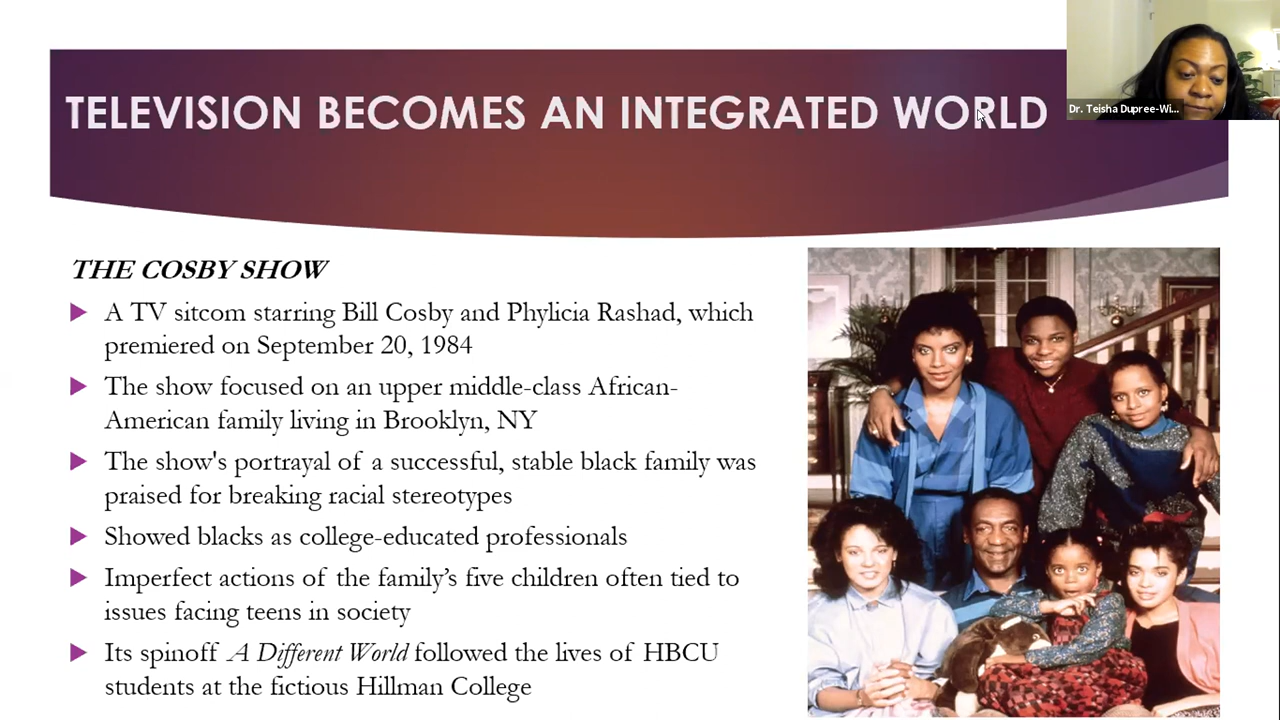 TELEVISION BECOMES AN INTEGRATED WORLD
Dr. Teisha Dupree-Wi...
THE COSBY SHOW
A TV sitcom starring Bill Cosby and Phylicia Rashad, which
premiered on September 20, 1984
The show focused on an upper middle-class African-
American family living in Brooklyn, NY
The show's portrayal of a successful, stable black family was
praised for breaking racial stereotypes
Showed blacks as college-educated professionals
Imperfect actions of the family’s five children often tied to
issues facing teens in society
Its spinoff A Different World followed the lives of HBCU
students at the fictious Hillman College